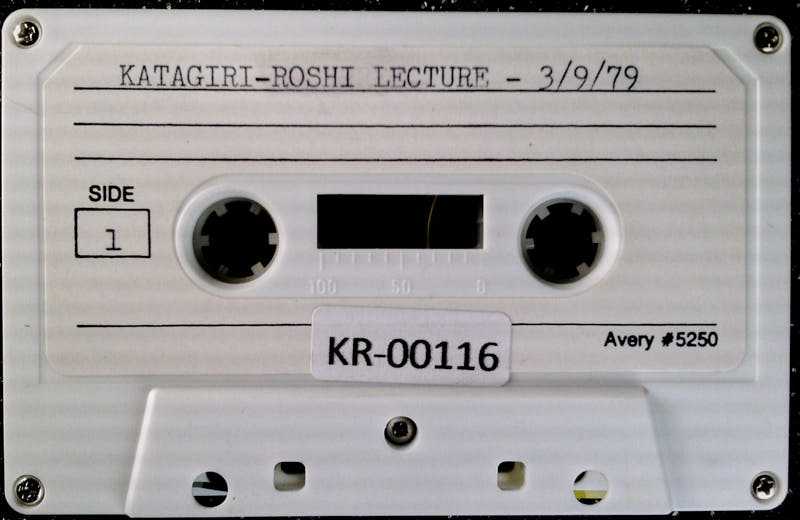 KATAGIRI-ROSHI LECTURE - 3/9/79
SIDE
1
100 50 0
Avery #5250
KR-00116